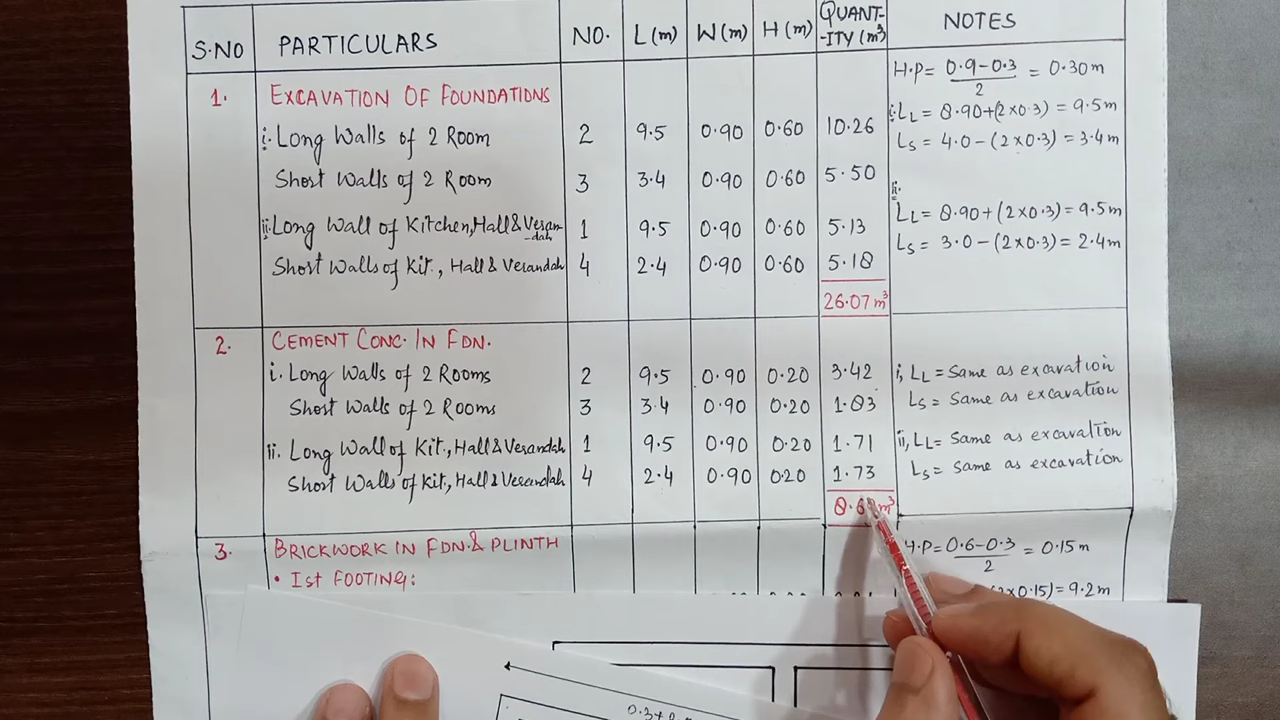 S.NO PARTICULARS NO. L(m) W(m) H(m) QUANT--ITY(m³) NOTES
H.P = 0.9-0.3/2 = 0.30m
1. EXCAVATION OF FOUNDATIONS
i. Long Walls of 2 Room 2 9.5 0.90 0.60 10.26 i. LL = 8.90+(2x0.3) = 9.5m
Ls = 4.0-(2x0.3) = 3.4m
Short Walls of 2 Room 3 3.4 0.90 0.60 5.50
ii. Long Wall of Kitchen, Hall & Veran-dah 1 9.5 0.90 0.60 5.13 ii. LL = 8.90+(2x0.3) = 9.5m
Short Walls of Kit., Hall & Verandah 4 2.4 0.90 0.60 5.18 Ls = 3.0-(2x0.3) = 2.4m
26.07m³
2. CEMENT CONC. IN FDN.
i. Long Walls of 2 Rooms 2 9.5 0.90 0.20 3.42 i, LL = Same as excavation
Short Walls of 2 Rooms 3 3.4 0.90 0.20 1.83 Ls = Same as excavation
ii. Long Wall of Kit., Hall & Verandah 1 9.5 0.90 0.20 1.71 ii, LL = Same as excavation
Short Walls of Kit, Hall & Verandah 4 2.4 0.90 0.20 1.73 Ls = Same as excavation
m³
3. BRICKWORK IN FDN. & PLINTH H.P = 0.6-0.3/2 = 0.15m
• Ist FOOTING: x0.15) = 9.2m